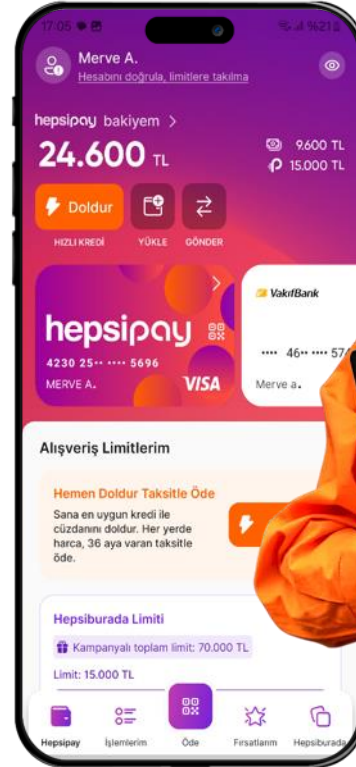 17:05
%21
Merve A.
Hesabını doğrula, limitlere takılma
hepsipay bakiyem >
24.600 TL
9.600 TL
15.000 TL
Doldur
HIZLI KREDİ
YÜKLE
GÖNDER
hepsipay
4230 25•• •••• 5696
MERVE A.
VISA
VakıfBank
•••• 46•• •••• 574
Merve a.
Alışveriş Limitlerim
Hemen Doldur Taksitle Öde
Sana en uygun kredi ile
cüzdanını doldur. Her yerde
harca, 36 aya varan taksitle
öde.
Hepsiburada Limiti
Kampanyalı toplam limit: 70.000 TL
Limit: 15.000 TL
Hepsipay
İşlemlerim
Öde
Fırsatlarım
Hepsiburada